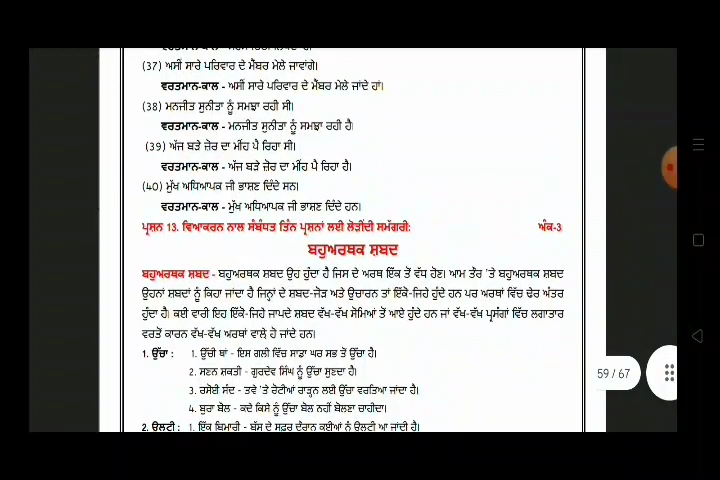 (37) ਅਸੀਂ ਸਾਰੇ ਪਰਿਵਾਰ ਦੇ ਮੈਂਬਰ ਮੇਲੇ ਜਾਵਾਂਗੇ।
ਵਰਤਮਾਨ-ਕਾਲ - ਅਸੀਂ ਸਾਰੇ ਪਰਿਵਾਰ ਦੇ ਮੈਂਬਰ ਮੇਲੇ ਜਾਂਦੇ ਹਾਂ।
(38) ਮਨਜੀਤ ਸੁਨੀਤਾ ਨੂੰ ਸਮਝਾ ਰਹੀ ਸੀ।
ਵਰਤਮਾਨ-ਕਾਲ - ਮਨਜੀਤ ਸੁਨੀਤਾ ਨੂੰ ਸਮਝਾ ਰਹੀ ਹੈ।
(39) ਅੱਜ ਬੜੇ ਜ਼ੋਰ ਦਾ ਮੀਂਹ ਪੈ ਰਿਹਾ ਸੀ।
ਵਰਤਮਾਨ-ਕਾਲ - ਅੱਜ ਬੜੇ ਜ਼ੋਰ ਦਾ ਮੀਂਹ ਪੈ ਰਿਹਾ ਹੈ।
(40) ਮੁੱਖ ਅਧਿਆਪਕ ਜੀ ਭਾਸ਼ਣ ਦਿੰਦੇ ਸਨ।
ਵਰਤਮਾਨ-ਕਾਲ - ਮੁੱਖ ਅਧਿਆਪਕ ਜੀ ਭਾਸ਼ਣ ਦਿੰਦੇ ਹਨ।
ਪ੍ਰਸ਼ਨ 13. ਵਿਆਕਰਨ ਨਾਲ ਸੰਬੰਧਤ ਤਿੰਨ ਪ੍ਰਸ਼ਨਾਂ ਲਈ ਲੋੜੀਂਦੀ ਸਮੱਗਰੀ: ਅੰਕ-3
ਬਹੁਅਰਥਕ ਸ਼ਬਦ
ਬਹੁਅਰਥਕ ਸ਼ਬਦ - ਬਹੁਅਰਥਕ ਸ਼ਬਦ ਉਹ ਹੁੰਦਾ ਹੈ ਜਿਸ ਦੇ ਅਰਥ ਇੱਕ ਤੋਂ ਵੱਧ ਹੋਣ। ਆਮ ਤੌਰ 'ਤੇ ਬਹੁਅਰਥਕ ਸ਼ਬਦ
ਉਹਨਾਂ ਸ਼ਬਦਾਂ ਨੂੰ ਕਿਹਾ ਜਾਂਦਾ ਹੈ ਜਿਨ੍ਹਾਂ ਦੇ ਸ਼ਬਦ-ਜੋੜ ਅਤੇ ਉਚਾਰਨ ਤਾਂ ਇੱਕੋ-ਜਿਹੇ ਹੁੰਦੇ ਹਨ ਪਰ ਅਰਥਾਂ ਵਿੱਚ ਢੇਰ ਅੰਤਰ
ਹੁੰਦਾ ਹੈ। ਕਈ ਵਾਰੀ ਇਹ ਇੱਕੋ-ਜਿਹੇ ਜਾਪਦੇ ਸ਼ਬਦ ਵੱਖ-ਵੱਖ ਸੋਮਿਆਂ ਤੋਂ ਆਏ ਹੁੰਦੇ ਹਨ ਜਾਂ ਵੱਖ-ਵੱਖ ਪ੍ਰਸੰਗਾਂ ਵਿੱਚ ਲਗਾਤਾਰ
ਵਰਤੋਂ ਕਾਰਨ ਵੱਖ-ਵੱਖ ਅਰਥਾਂ ਵਾਲ਼ੇ ਹੋ ਜਾਂਦੇ ਹਨ।
1. ਉੱਚਾ : 1. ਉੱਚੀ ਥਾਂ - ਇਸ ਗਲੀ ਵਿੱਚ ਸਾਡਾ ਘਰ ਸਭ ਤੋਂ ਉੱਚਾ ਹੈ।
2. ਸੁਣਨ ਸ਼ਕਤੀ - ਗੁਰਦੇਵ ਸਿੰਘ ਨੂੰ ਉੱਚਾ ਸੁਣਦਾ ਹੈ।
3. ਰਸੋਈ ਸੰਦ - ਤਵੇ 'ਤੇ ਰੋਟੀਆਂ ਰਾੜ੍ਹਨ ਲਈ ਉੱਚਾ ਵਰਤਿਆ ਜਾਂਦਾ ਹੈ।
4. ਬੁਰਾ ਬੋਲ - ਕਦੇ ਕਿਸੇ ਨੂੰ ਉੱਚਾ ਬੋਲ ਨਹੀਂ ਬੋਲਣਾ ਚਾਹੀਦਾ।
2. ਉਲਟੀ : 1. ਇੱਕ ਬਿਮਾਰੀ - ਬੱਸ ਦੇ ਸਫ਼ਰ ਦੌਰਾਨ ਕਈਆਂ ਨੂੰ ਉਲਟੀ ਆ ਜਾਂਦੀ ਹੈ।
59 / 67